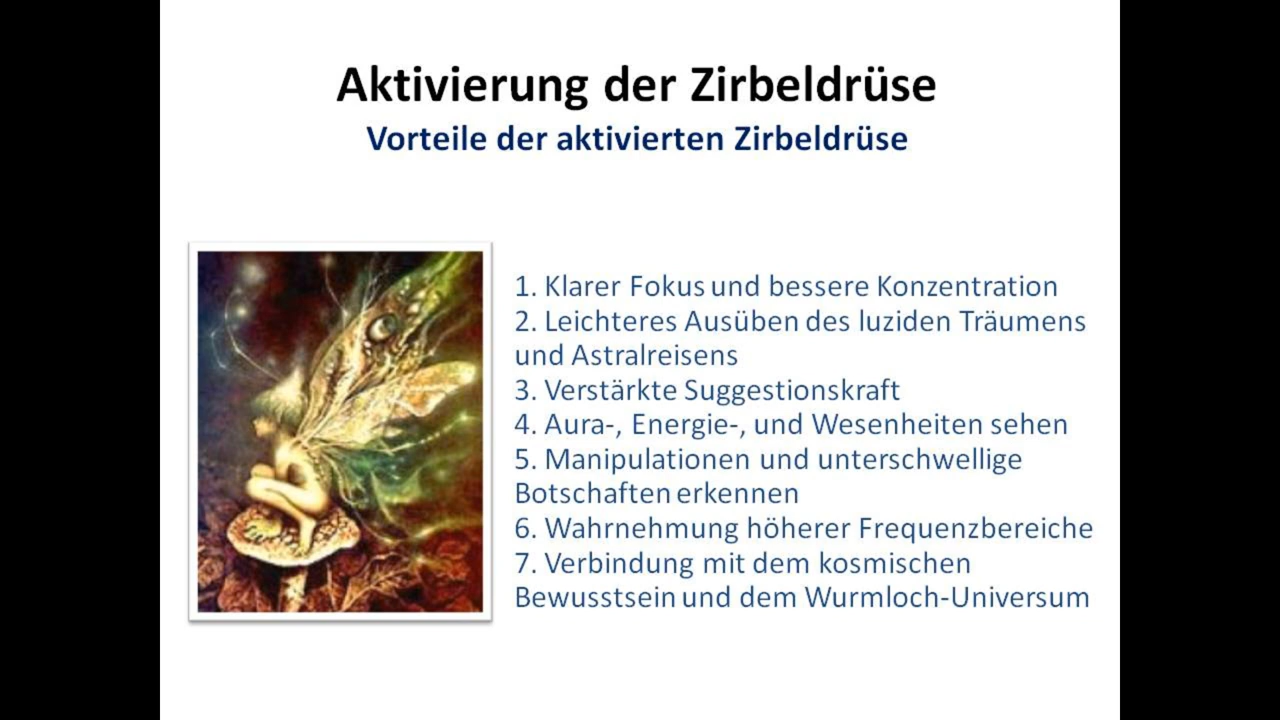 Aktivierung der Zirbeldrüse
Vorteile der aktivierten Zirbeldrüse
1. Klarer Fokus und bessere Konzentration
2. Leichteres Ausüben des luziden Träumens
und Astralreisens
3. Verstärkte Suggestionskraft
4. Aura-, Energie-, und Wesenheiten sehen
5. Manipulationen und unterschwellige
Botschaften erkennen
6. Wahrnehmung höherer Frequenzbereiche
7. Verbindung mit dem kosmischen
Bewusstsein und dem Wurmloch-Universum